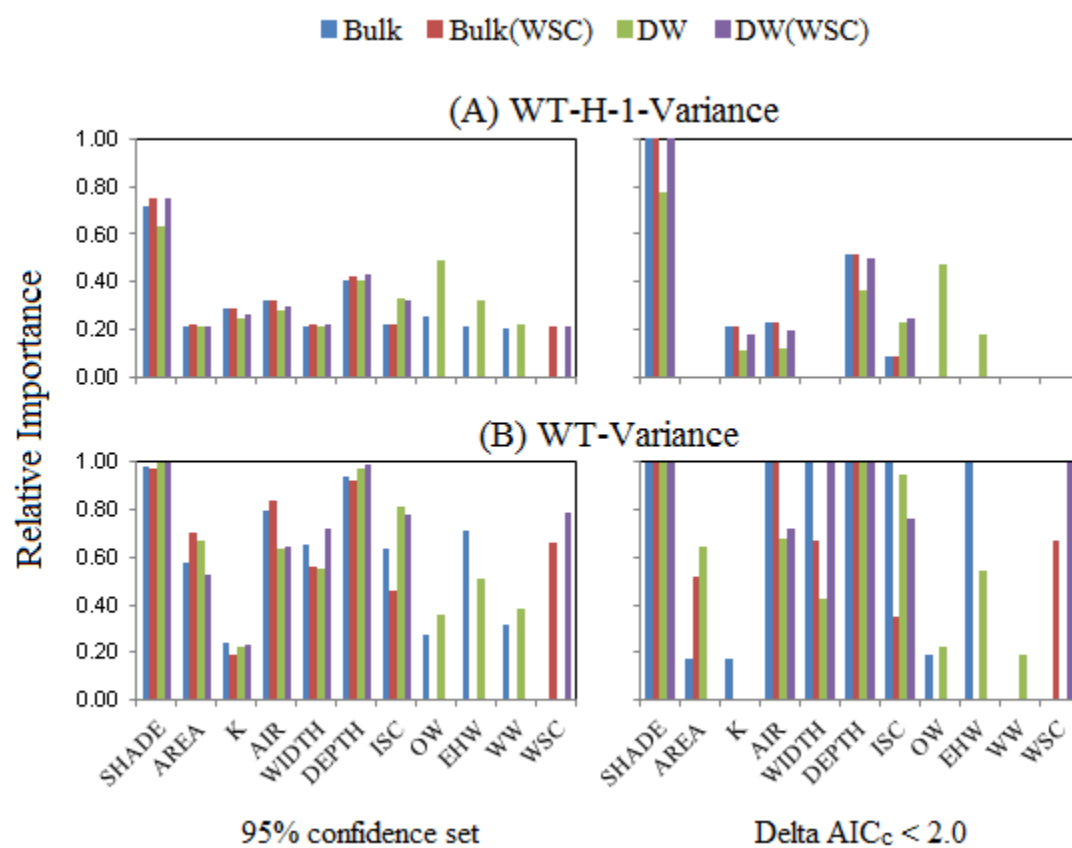 Bulk Bulk(WSC) DW DW(WSC)
(A) WT-H-1-Variance
1.00
0.80
0.60
0.40
0.20
0.00
(B) WT-Variance
1.00
0.80
0.60
0.40
0.20
0.00
Relative Importance
SHADE AREA K AIR WIDTH DEPTH ISC OW EHW WW WSC
SHADE AREA K AIR WIDTH DEPTH ISC OW EHW WW WSC
95% confidence set
Delta AICc < 2.0